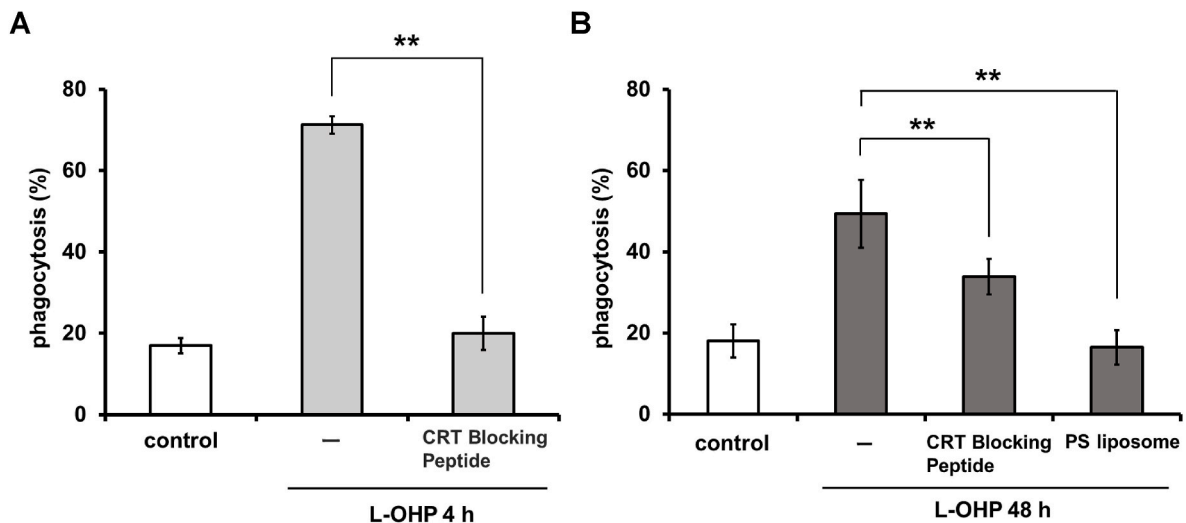 A
**
80
60
40
20
0
phagocytosis (%)
control
–
CRT Blocking
Peptide
L-OHP 4 h
B
**
**
80
60
40
20
0
phagocytosis (%)
control
–
CRT Blocking
Peptide
PS liposome
L-OHP 48 h